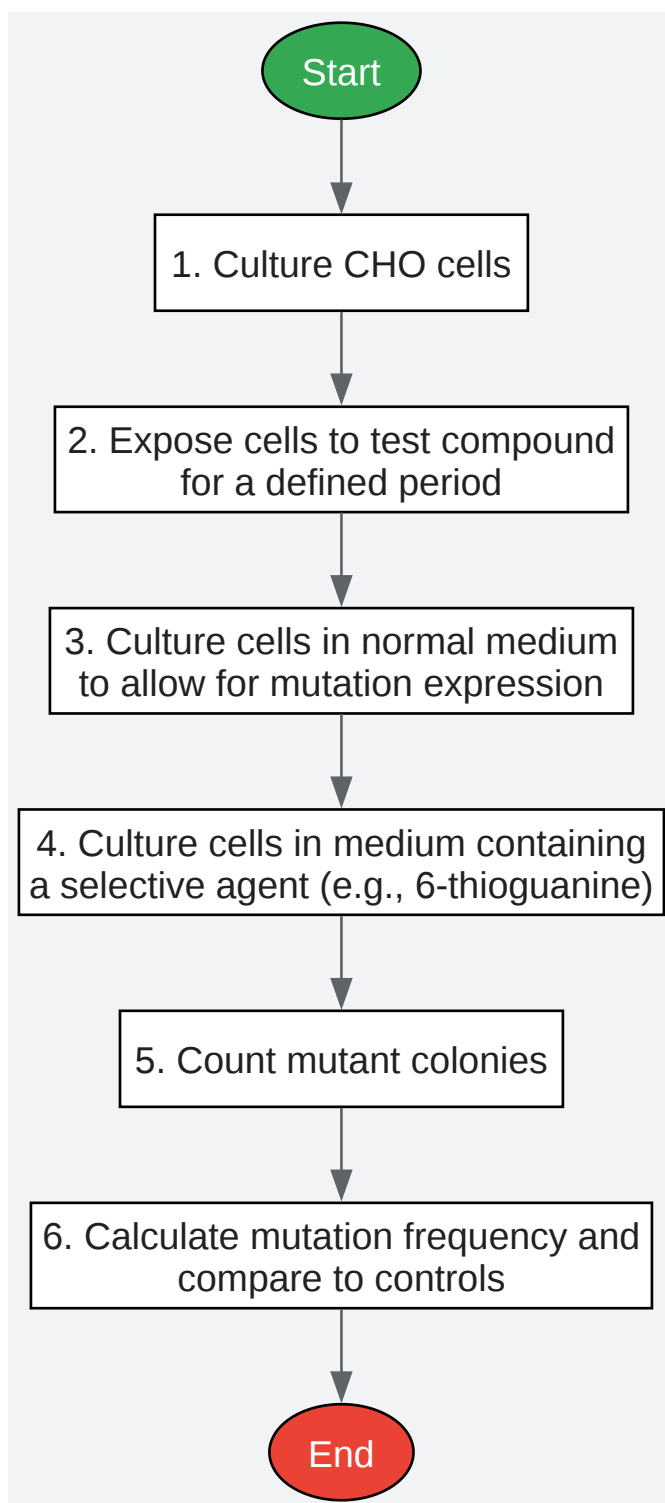 Start
1. Culture CHO cells
2. Expose cells to test compound
for a defined period
3. Culture cells in normal medium
to allow for mutation expression
4. Culture cells in medium containing
a selective agent (e.g., 6-thioguanine)
5. Count mutant colonies
6. Calculate mutation frequency and
compare to controls
End